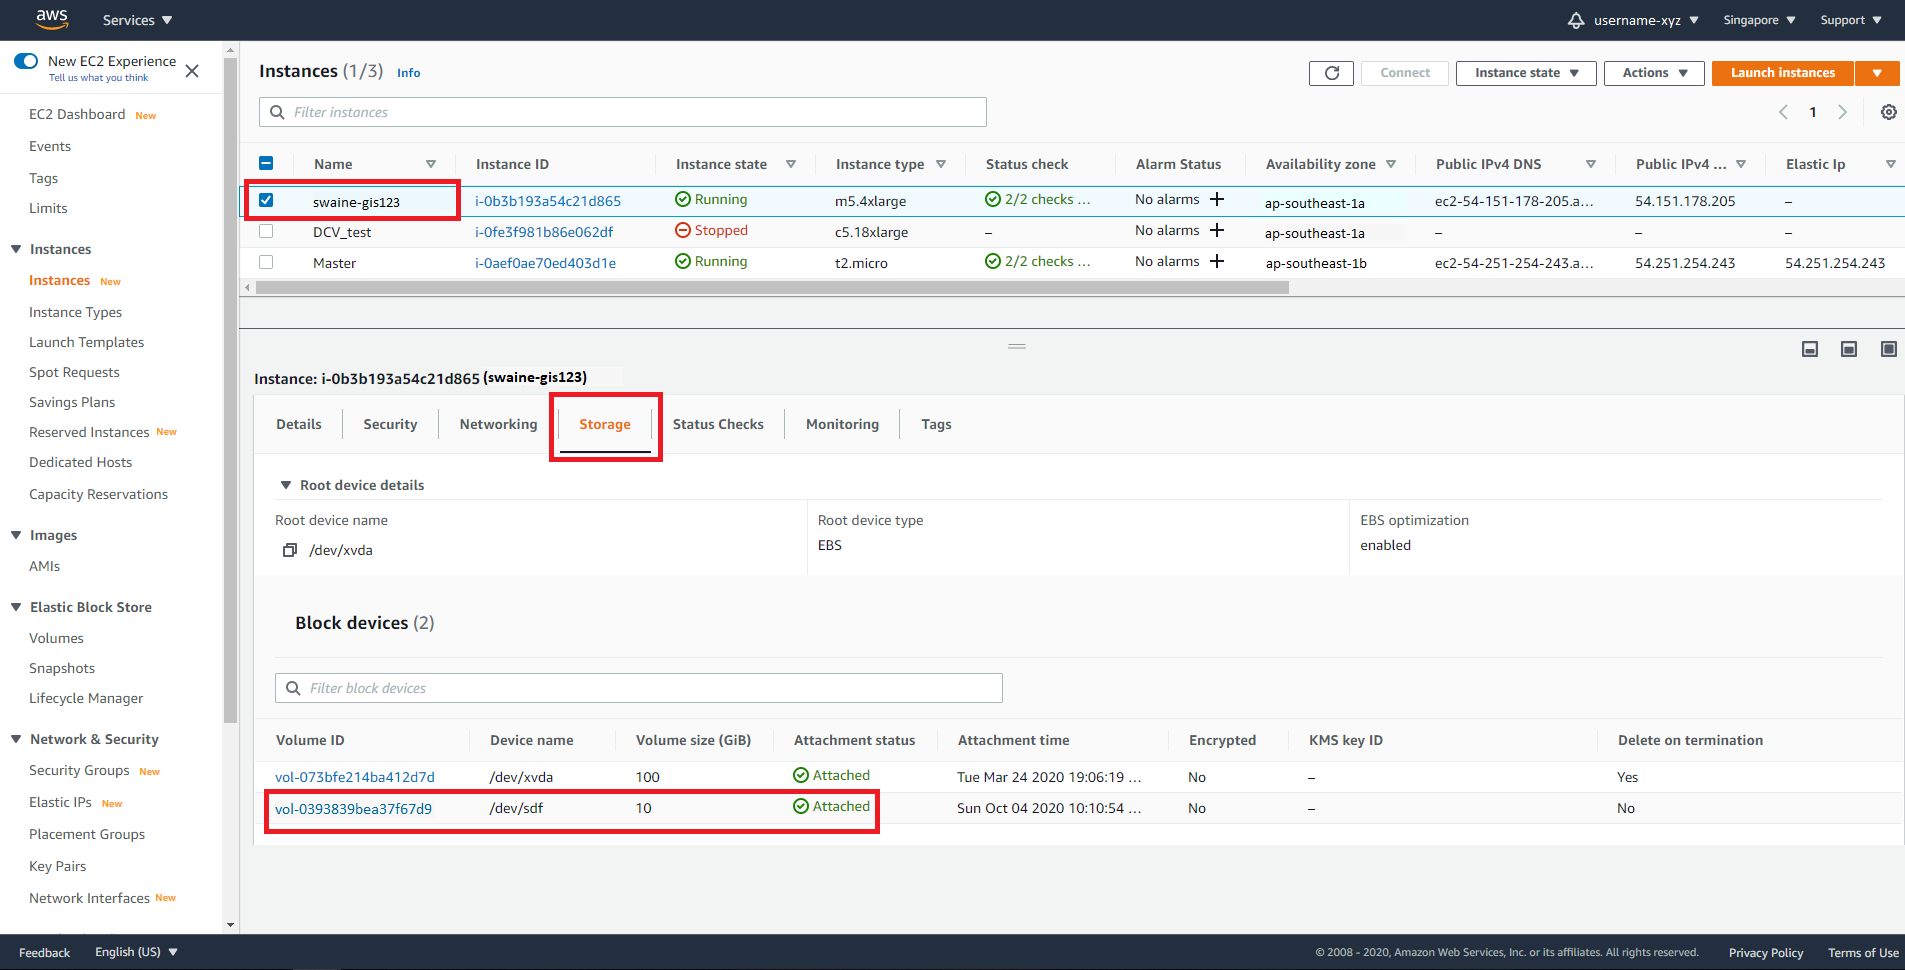 aws Services username-xyz Singapore Support
New EC2 Experience
Tell us what you think
EC2 Dashboard New
Events
Tags
Limits
Instances
Instances New
Instance Types
Launch Templates
Spot Requests
Savings Plans
Reserved Instances New
Dedicated Hosts
Capacity Reservations
Images
AMIs
Elastic Block Store
Volumes
Snapshots
Lifecycle Manager
Network & Security
Security Groups New
Elastic IPs New
Placement Groups
Key Pairs
Network Interfaces New
Instances (1/3) Info
Connect Instance state Actions Launch instances
Filter instances
1
Name Instance ID Instance state Instance type Status check Alarm Status Availability zone Public IPv4 DNS Public IPv4 ... Elastic Ip
swaine-gis123 i-0b3b193a54c21d865 Running m5.4xlarge 2/2 checks ... No alarms + ap-southeast-1a ec2-54-151-178-205.a... 54.151.178.205 –
DCV_test i-0fe3f981b86e062df Stopped c5.18xlarge – No alarms + ap-southeast-1a – – –
Master i-0aef0ae70ed403d1e Running t2.micro 2/2 checks ... No alarms + ap-southeast-1b ec2-54-251-254-243.a... 54.251.254.243 54.251.254.243
Instance: i-0b3b193a54c21d865 (swaine-gis123)
Details Security Networking Storage Status Checks Monitoring Tags
Root device details
Root device name Root device type EBS optimization
/dev/xvda EBS enabled
Block devices (2)
Filter block devices
Volume ID Device name Volume size (GiB) Attachment status Attachment time Encrypted KMS key ID Delete on termination
vol-073bfe214ba412d7d /dev/xvda 100 Attached Tue Mar 24 2020 19:06:19 ... No – Yes
vol-0393839bea37f67d9 /dev/sdf 10 Attached Sun Oct 04 2020 10:10:54 ... No – No
Feedback English (US) © 2008 - 2020, Amazon Web Services, Inc. or its affiliates. All rights reserved. Privacy Policy Terms of Use